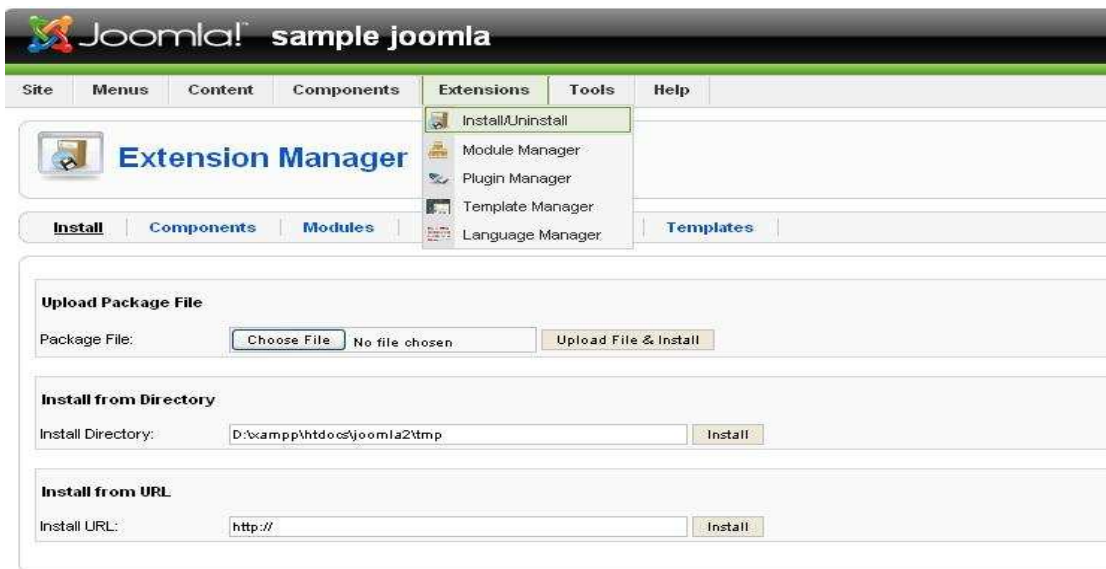 Joomla! sample joomla
Site Menus Content Components Extensions Tools Help
Install/Uninstall
Extension Manager
Module Manager
Plugin Manager
Template Manager
Language Manager
Install Components Modules Templates
Upload Package File
Package File: Choose File No file chosen Upload File & Install
Install from Directory
Install Directory: D:\xampp\htdocs\joomla2\tmp Install
Install from URL
Install URL: http:// Install